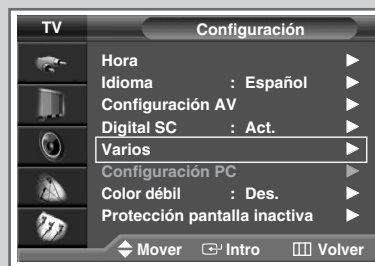 TV
Configuración
Hora
Idioma : Español
Configuración AV
Digital SC : Act.
Varios
Configuración PC
Color débil : Des.
Protección pantalla inactiva
Mover Intro Volver